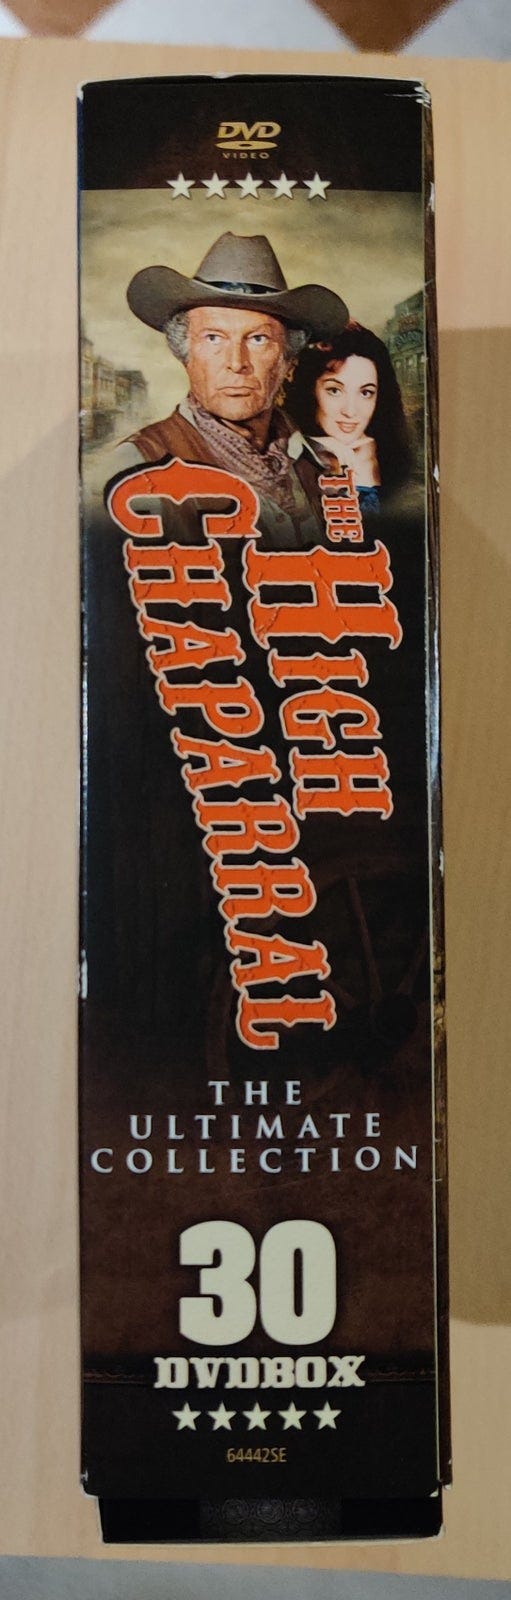 DVD
VIDEO
THE
HIGH
CHAPARRAL
THE
ULTIMATE
COLLECTION
30
DVDBOX
64442SE